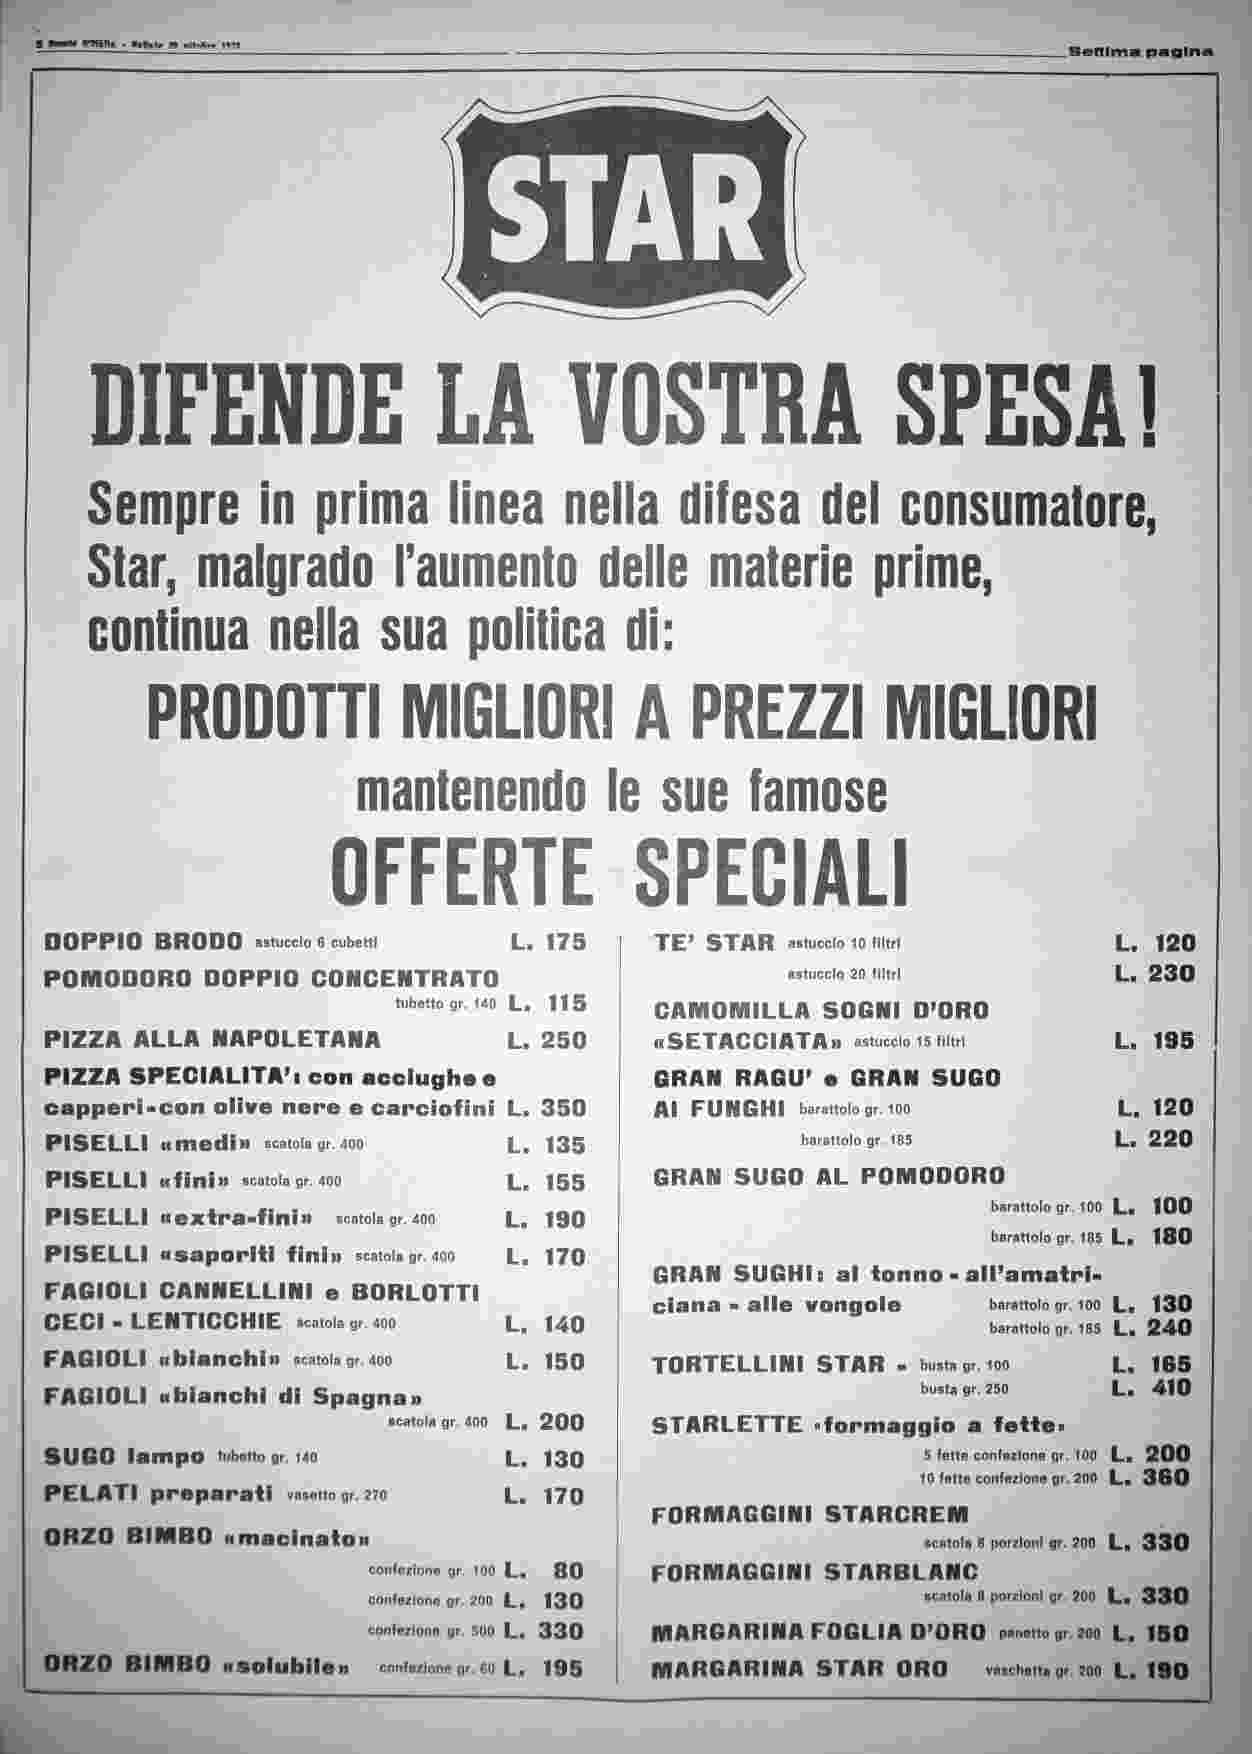 Settima pagina
STAR
DIFENDE LA VOSTRA SPESA!
Sempre in prima linea nella difesa del consumatore,
Star, malgrado l'aumento delle materie prime,
continua nella sua politica di:
PRODOTTI MIGLIORI A PREZZI MIGLIORI
mantenendo le sue famose
OFFERTE SPECIALI
DOPPIO BRODO astuccio 6 cubetti L. 175
POMODORO DOPPIO CONCENTRATO
tubetto gr. 140 L. 115
PIZZA ALLA NAPOLETANA L. 250
PIZZA SPECIALITA': con acciughe e
capperi-con olive nere e carciofini L. 350
PISELLI «medi» scatola gr. 400 L. 135
PISELLI «fini» scatola gr. 400 L. 155
PISELLI «extra-fini» scatola gr. 400 L. 190
PISELLI «saporiti fini» scatola gr. 400 L. 170
FAGIOLI CANNELLINI e BORLOTTI
CECI - LENTICCHIE scatola gr. 400 L. 140
FAGIOLI «bianchi» scatola gr. 400 L. 150
FAGIOLI «bianchi di Spagna»
scatola gr. 400 L. 200
SUGO lampo tubetto gr. 140 L. 130
PELATI preparati vasetto gr. 270 L. 170
ORZO BIMBO «macinato»
confezione gr. 100 L. 80
confezione gr. 200 L. 130
confezione gr. 500 L. 330
ORZO BIMBO «solubile» confezione gr. 60 L. 195
TE' STAR astuccio 10 filtri L. 120
astuccio 20 filtri L. 230
CAMOMILLA SOGNI D'ORO
«SETACCIATA» astuccio 15 filtri L. 195
GRAN RAGU' e GRAN SUGO
AI FUNGHI barattolo gr. 100 L. 120
barattolo gr. 185 L. 220
GRAN SUGO AL POMODORO
barattolo gr. 100 L. 100
barattolo gr. 185 L. 180
GRAN SUGHI: al tonno - all'amatri-
ciana - alle vongole barattolo gr. 100 L. 130
barattolo gr. 185 L. 240
TORTELLINI STAR - busta gr. 100 L. 165
busta gr. 250 L. 410
STARLETTE «formaggio a fette»
5 fette confezione gr. 100 L. 200
10 fette confezione gr. 200 L. 360
FORMAGGINI STARCREM
scatola 8 porzioni gr. 200 L. 330
FORMAGGINI STARBLANC
scatola 8 porzioni gr. 200 L. 330
MARGARINA FOGLIA D'ORO panetto gr. 200 L. 150
MARGARINA STAR ORO vaschetta gr. 200 L. 190